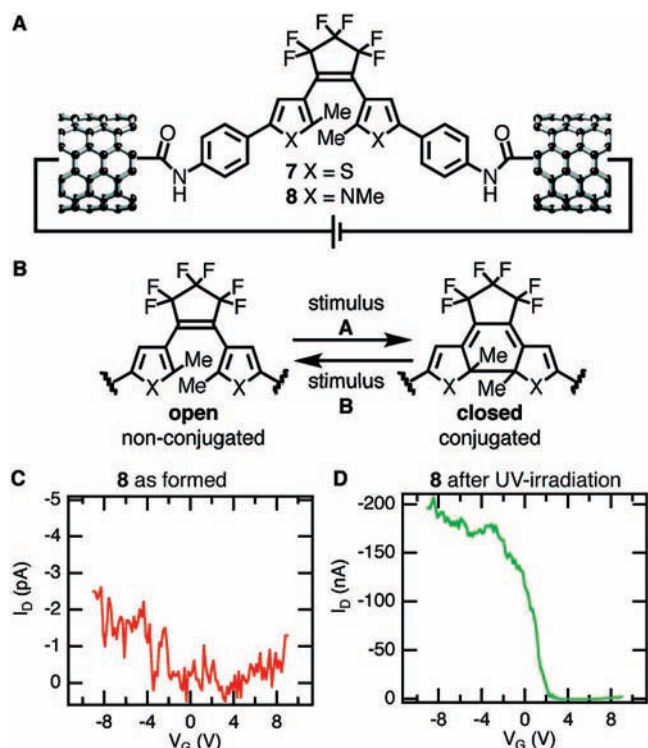 A
F F
F F
F F
Me
X Me X
O O
N H N H
7 X = S
8 X = NMe
B
F F
F F
F F
F F
F F
F F
stimulus
A
stimulus
B
Me
X Me X
Me
X Me X
open
closed
non-conjugated
conjugated
C 8 as formed
D 8 after UV-irradiation
-5
-4
-3
-2
-1
0
I_D (pA)
-8 -4 0 4 8
V_G (V)
-200
-150
-100
-50
0
I_D (nA)
-8 -4 0 4 8
V_G (V)